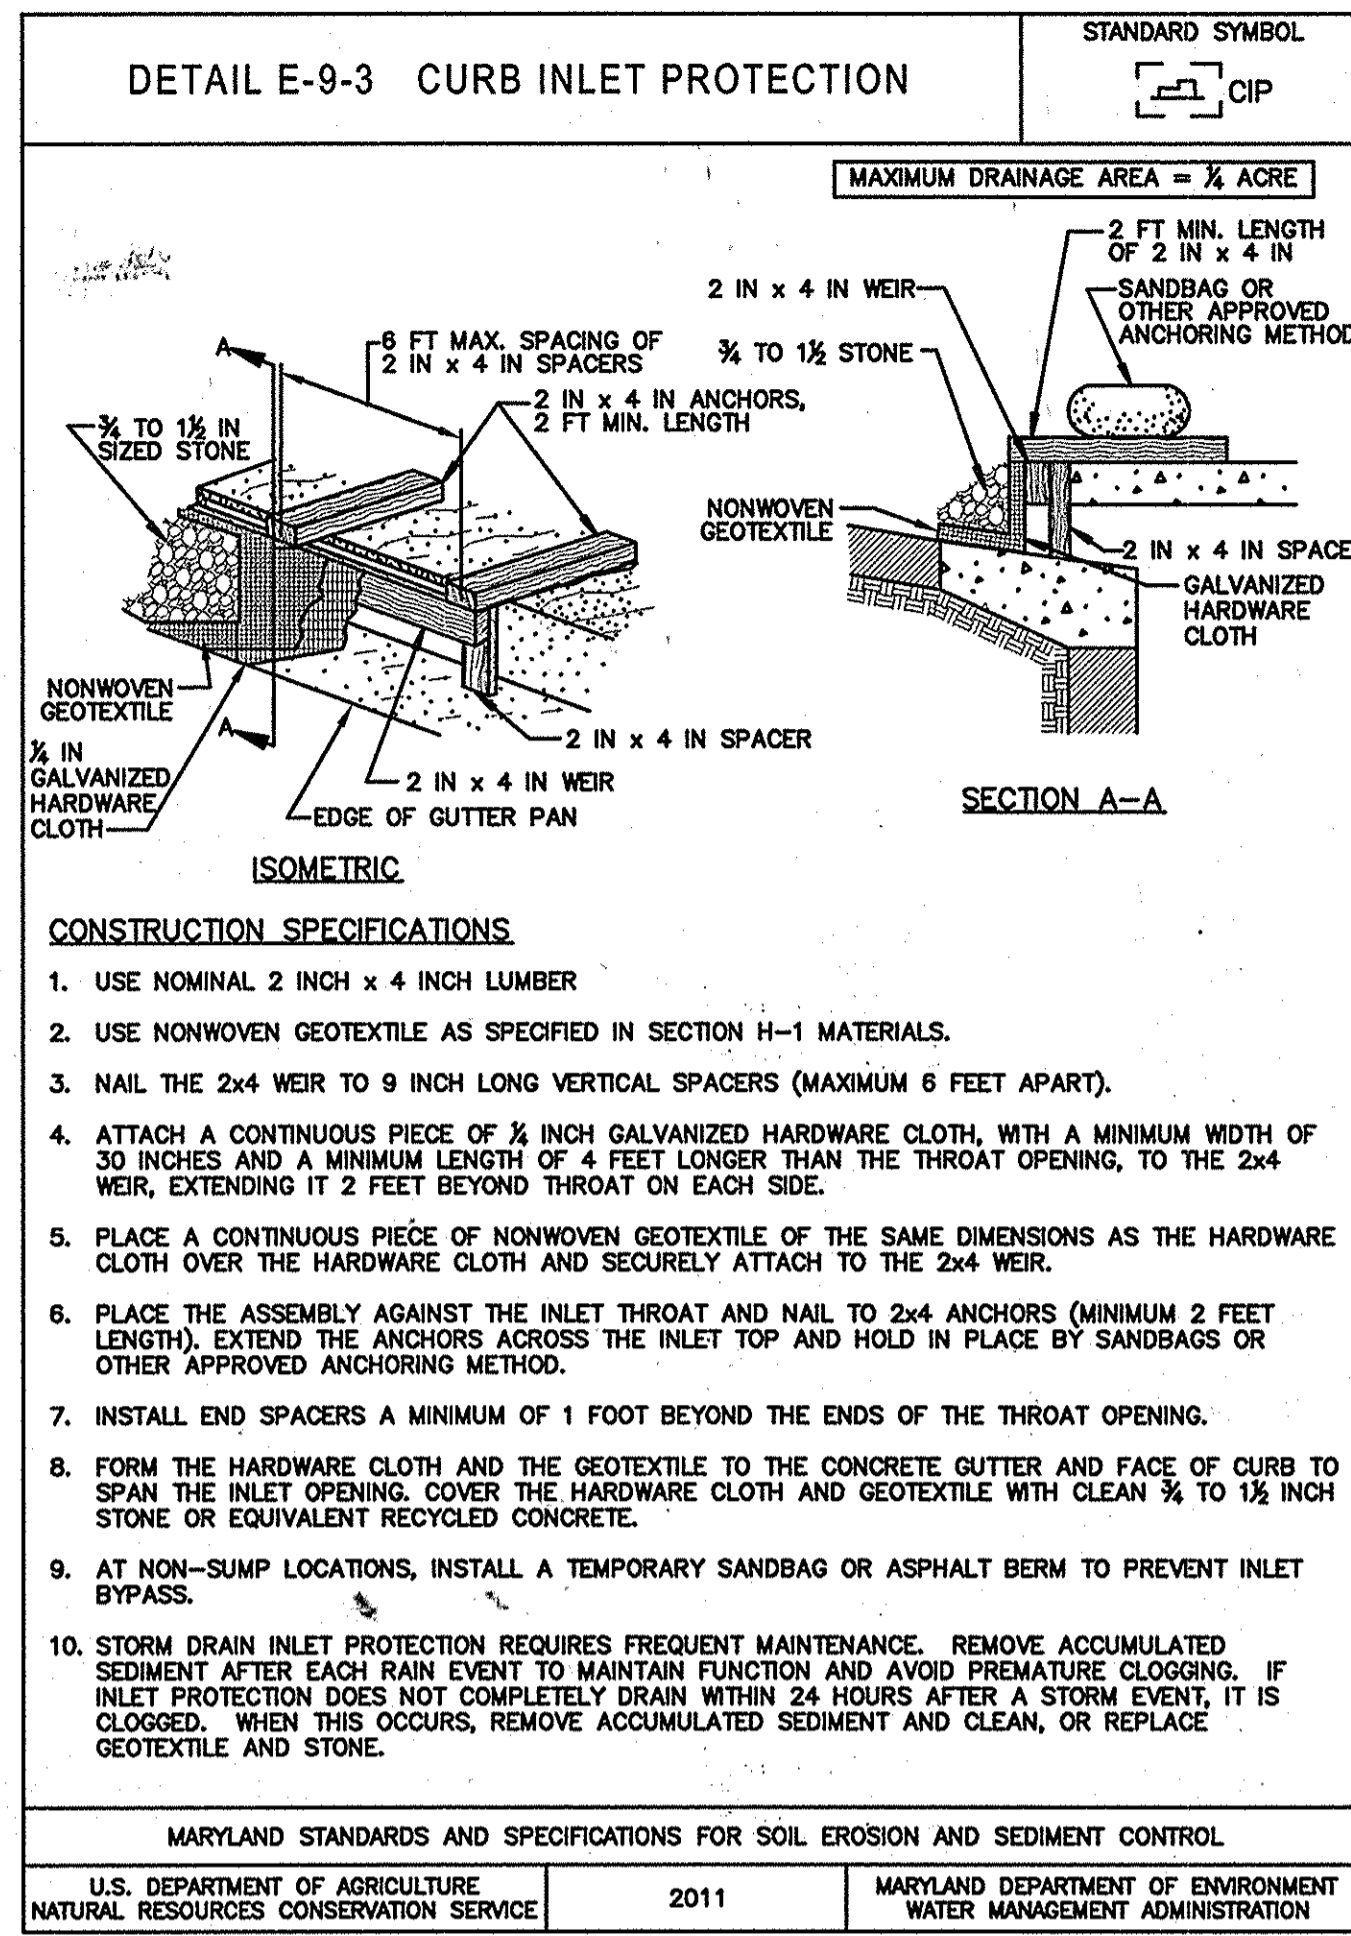 DETAIL E-9-3 CURB INLET PROTECTION
STANDARD SYMBOL
CIP
MAXIMUM DRAINAGE AREA = ¼ ACRE
2 FT MIN. LENGTH
OF 2 IN x 4 IN
2 IN x 4 IN WEIR
SANDBAG OR
OTHER APPROVED
ANCHORING METHOD
¾ TO 1½ STONE
NONWOVEN
GEOTEXTILE
2 IN x 4 IN SPACE
GALVANIZED
HARDWARE
CLOTH
SECTION A-A
A
6 FT MAX. SPACING OF
2 IN x 4 IN SPACERS
2 IN x 4 IN ANCHORS,
2 FT MIN. LENGTH
¾ TO 1½ IN
SIZED STONE
NONWOVEN
GEOTEXTILE
A
¼ IN
GALVANIZED
HARDWARE
CLOTH
2 IN x 4 IN SPACER
2 IN x 4 IN WEIR
EDGE OF GUTTER PAN
ISOMETRIC
CONSTRUCTION SPECIFICATIONS
1. USE NOMINAL 2 INCH x 4 INCH LUMBER
2. USE NONWOVEN GEOTEXTILE AS SPECIFIED IN SECTION H-1 MATERIALS.
3. NAIL THE 2x4 WEIR TO 9 INCH LONG VERTICAL SPACERS (MAXIMUM 6 FEET APART).
4. ATTACH A CONTINUOUS PIECE OF ¼ INCH GALVANIZED HARDWARE CLOTH, WITH A MINIMUM WIDTH OF
30 INCHES AND A MINIMUM LENGTH OF 4 FEET LONGER THAN THE THROAT OPENING, TO THE 2x4
WEIR, EXTENDING IT 2 FEET BEYOND THROAT ON EACH SIDE.
5. PLACE A CONTINUOUS PIECE OF NONWOVEN GEOTEXTILE OF THE SAME DIMENSIONS AS THE HARDWARE
CLOTH OVER THE HARDWARE CLOTH AND SECURELY ATTACH TO THE 2x4 WEIR.
6. PLACE THE ASSEMBLY AGAINST THE INLET THROAT AND NAIL TO 2x4 ANCHORS (MINIMUM 2 FEET
LENGTH). EXTEND THE ANCHORS ACROSS THE INLET TOP AND HOLD IN PLACE BY SANDBAGS OR
OTHER APPROVED ANCHORING METHOD.
7. INSTALL END SPACERS A MINIMUM OF 1 FOOT BEYOND THE ENDS OF THE THROAT OPENING.
8. FORM THE HARDWARE CLOTH AND THE GEOTEXTILE TO THE CONCRETE GUTTER AND FACE OF CURB TO
SPAN THE INLET OPENING. COVER THE HARDWARE CLOTH AND GEOTEXTILE WITH CLEAN ¾ TO 1½ INCH
STONE OR EQUIVALENT RECYCLED CONCRETE.
9. AT NON-SUMP LOCATIONS, INSTALL A TEMPORARY SANDBAG OR ASPHALT BERM TO PREVENT INLET
BYPASS.
10. STORM DRAIN INLET PROTECTION REQUIRES FREQUENT MAINTENANCE. REMOVE ACCUMULATED
SEDIMENT AFTER EACH RAIN EVENT TO MAINTAIN FUNCTION AND AVOID PREMATURE CLOGGING. IF
INLET PROTECTION DOES NOT COMPLETELY DRAIN WITHIN 24 HOURS AFTER A STORM EVENT, IT IS
CLOGGED. WHEN THIS OCCURS, REMOVE ACCUMULATED SEDIMENT AND CLEAN, OR REPLACE
GEOTEXTILE AND STONE.
MARYLAND STANDARDS AND SPECIFICATIONS FOR SOIL EROSION AND SEDIMENT CONTROL
U.S. DEPARTMENT OF AGRICULTURE
NATURAL RESOURCES CONSERVATION SERVICE
2011
MARYLAND DEPARTMENT OF ENVIRONMENT
WATER MANAGEMENT ADMINISTRATION